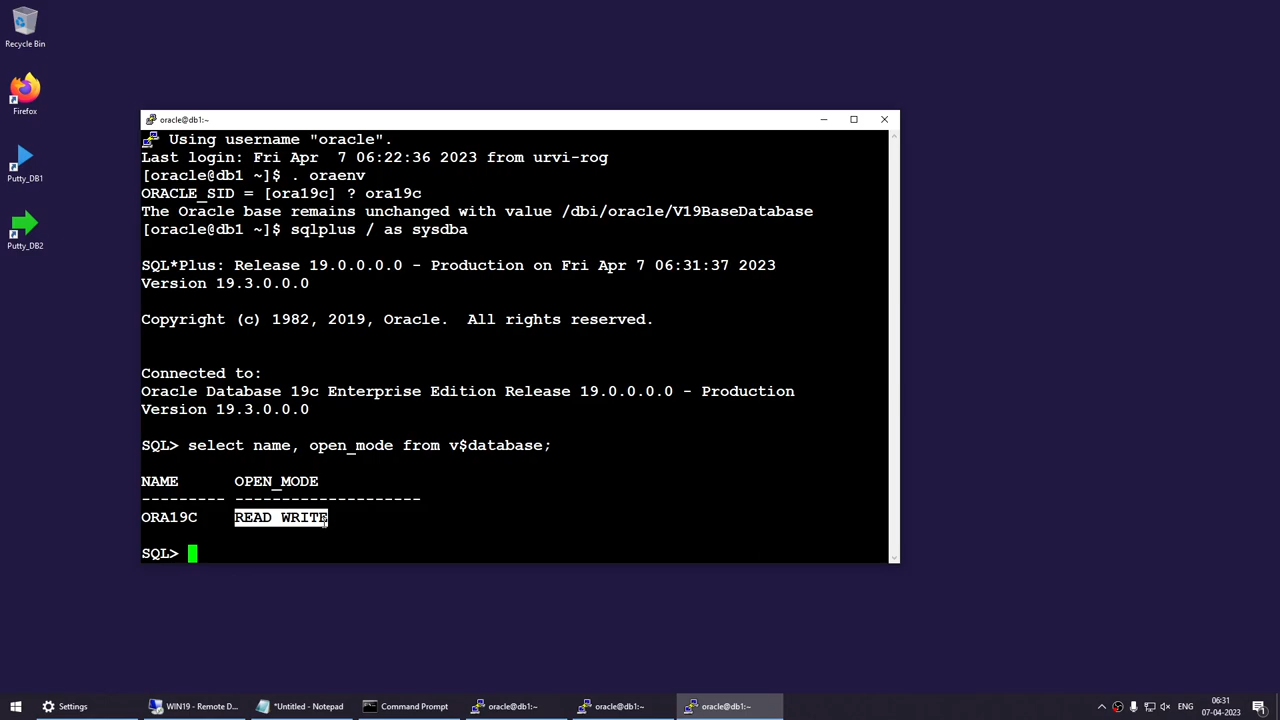 Recycle Bin
Firefox
Putty_DB1
Putty_DB2
oracle@db1:~
Using username "oracle".
Last login: Fri Apr  7 06:22:36 2023 from urvi-rog
[oracle@db1 ~]$ . oraenv
ORACLE_SID = [ora19c] ? ora19c
The Oracle base remains unchanged with value /dbi/oracle/V19BaseDatabase
[oracle@db1 ~]$ sqlplus / as sysdba
SQL*Plus: Release 19.0.0.0.0 - Production on Fri Apr 7 06:31:37 2023
Version 19.3.0.0.0
Copyright (c) 1982, 2019, Oracle.  All rights reserved.
Connected to:
Oracle Database 19c Enterprise Edition Release 19.0.0.0.0 - Production
Version 19.3.0.0.0
SQL> select name, open_mode from v$database;
NAME      OPEN_MODE
--------- --------------------
ORA19C    READ WRITE
SQL>
Settings
WIN19 - Remote D...
*Untitled - Notepad
Command Prompt
oracle@db1:~
oracle@db1:~
oracle@db1:~
ENG
06:31
07-04-2023